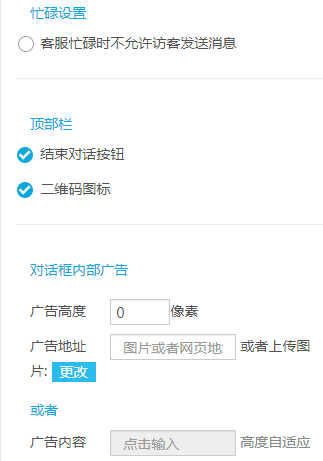 忙碌设置
客服忙碌时不允许访客发送消息
顶部栏
结束对话按钮
二维码图标
对话框内部广告
广告高度 0 像素
广告地址 图片或者网页地 或者上传图
片: 更改
或者
广告内容 点击输入 高度自适应